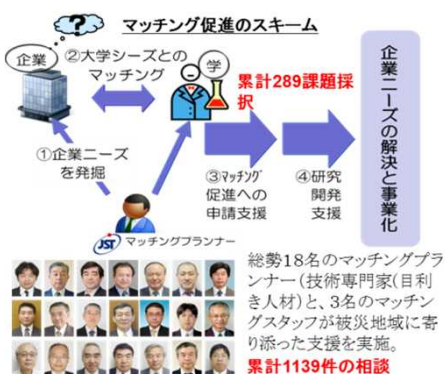 マッチング促進のスキーム
?
企業
②大学シーズとの
マッチング
学
累計289課題採
択
①企業ニーズ
を発掘
③マッチング
促進への
申請支援
④研究
開発
支援
企業ニーズの解決と事業化
JST マッチングプランナー
総勢18名のマッチングプラ
ンナー(技術専門家(目利
き人材)と、3名のマッチン
グスタッフが被災地域に寄
り添った支援を実施。
累計1139件の相談